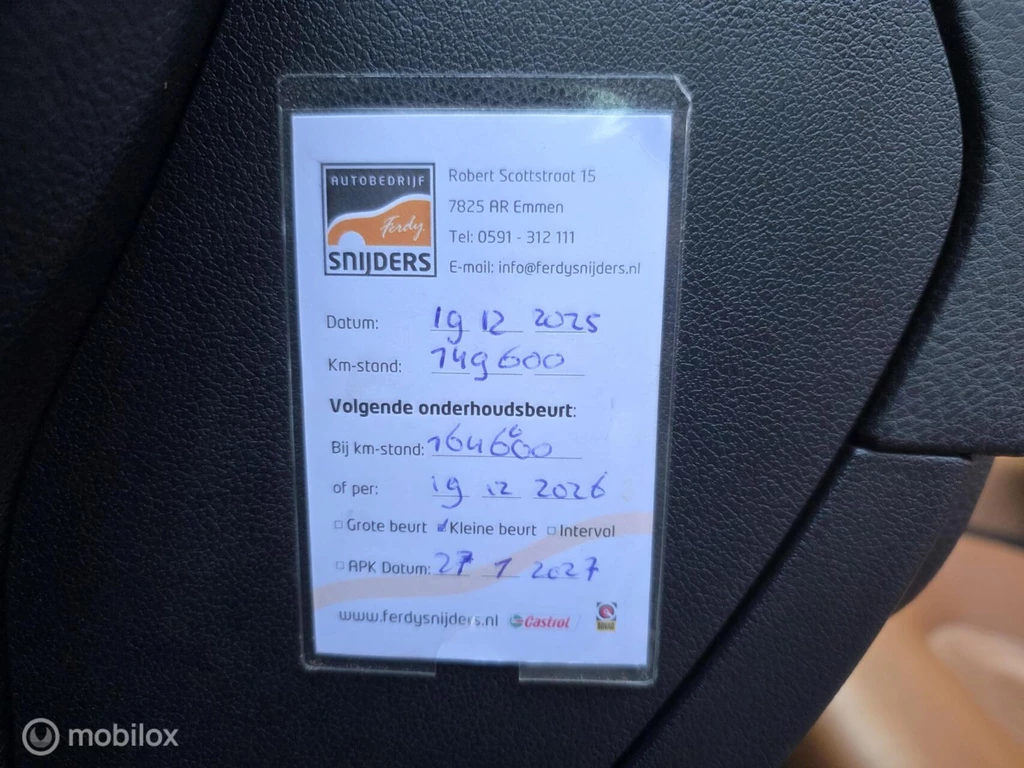 AUTOBEDRIJF
Ferdy
SNIJDERS
Robert Scottstraat 15
7825 AR Emmen
Tel: 0591 - 312 111
E-mail: info@ferdysnijders.nl
Datum: 19 12 2025
Km-stand: 149600
Volgende onderhoudsbeurt:
Bij km-stand: 164600
of per: 19 12 2026
Grote beurt Kleine beurt Interval
APK Datum: 27 1 2027
www.ferdysnijders.nl Castrol
mobilox